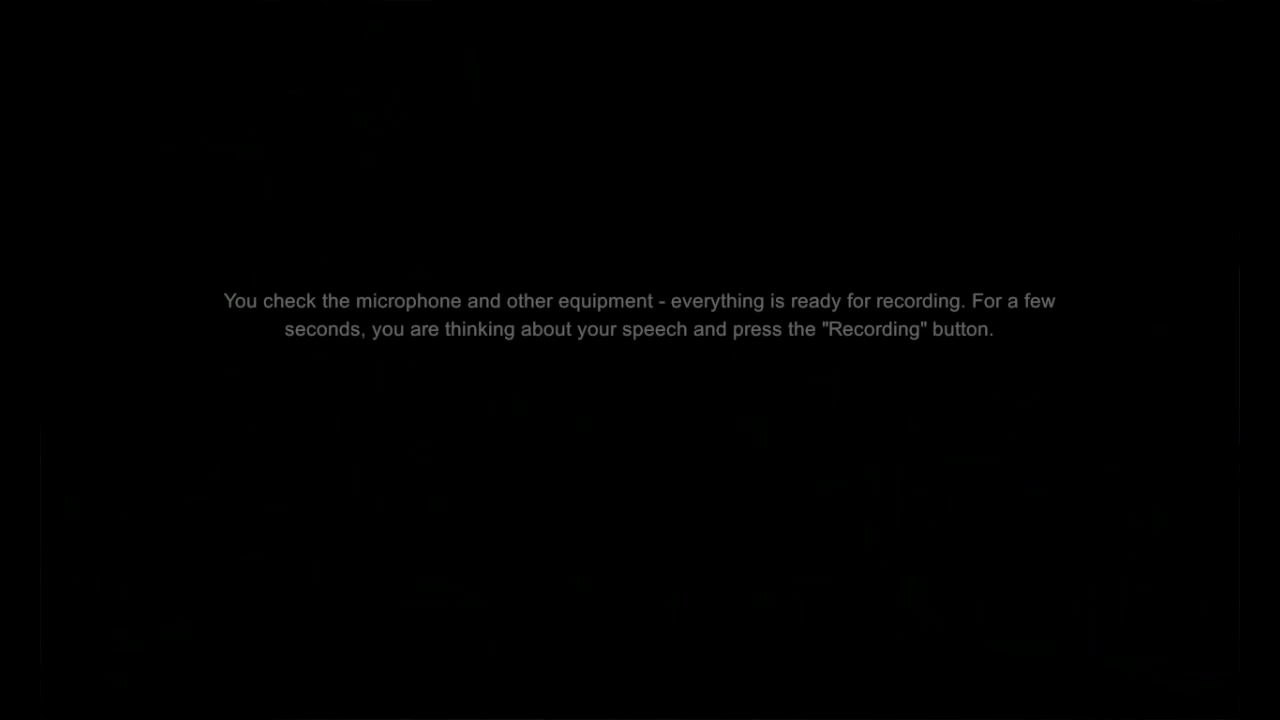 You check the microphone and other equipment - everything is ready for recording. For a few
seconds, you are thinking about your speech and press the "Recording" button.